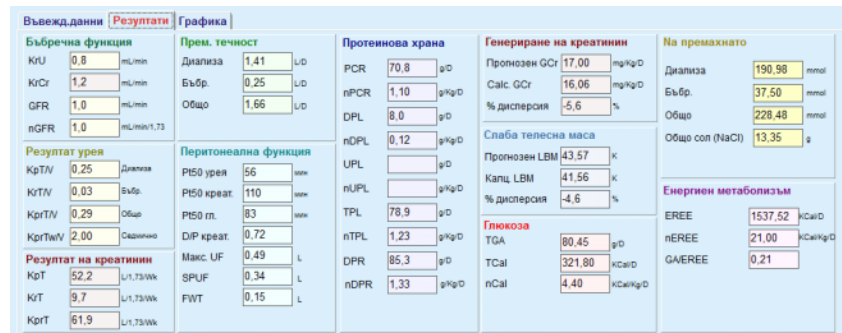 Въвежд.данни Резултати Графика
Бъбречна функция
KrU 0,8 mL/min
KrCr 1,2 mL/min
GFR 1,0 mL/min
nGFR 1,0 mL/min/1,73
Резултат урея
KpT/V 0,25 Диализа
KrT/V 0,03 Бъбр.
KprT/V 0,29 Общо
KprTw/V 2,00 Седмично
Резултат на креатинин
KpT 52,2 L/1,73/Wk
KrT 9,7 L/1,73/Wk
KprT 61,9 L/1,73/Wk
Прем. течност
Диализа 1,41 L/D
Бъбр. 0,25 L/D
Общо 1,66 L/D
Перитонеална функция
Pt50 урея 56 мин
Pt50 креат. 110 мин
Pt50 гл. 83 мин
D/P креат. 0,72
Макс. UF 0,49 L
SPUF 0,34 L
FWT 0,15 L
Протеинова храна
PCR 70,8 g/D
nPCR 1,10 g/Kg/D
DPL 8,0 g/D
nDPL 0,12 g/Kg/D
UPL g/D
nUPL g/Kg/D
TPL 78,9 g/D
nTPL 1,23 g/Kg/D
DPR 85,3 g/D
nDPR 1,33 g/Kg/D
Генериране на креатинин
Прогнозен GCr 17,00 mg/Kg/D
Calc. GCr 16,06 mg/Kg/D
% дисперсия -5,6 %
Слаба телесна маса
Прогнозен LBM 43,57 K
Капц. LBM 41,56 K
% дисперсия -4,6 %
Глюкоза
TGA 80,45 g/D
TCal 321,80 KCal/D
nCal 4,40 KCal/Kg/D
Na премахнато
Диализа 190,98 mmol
Бъбр. 37,50 mmol
Общо 228,48 mmol
Общо сол (NaCl) 13,35 g
Енергиен метаболизъм
EREE 1537,52 KCal/D
nEREE 21,00 KCal/Kg/D
GA/EREE 0,21